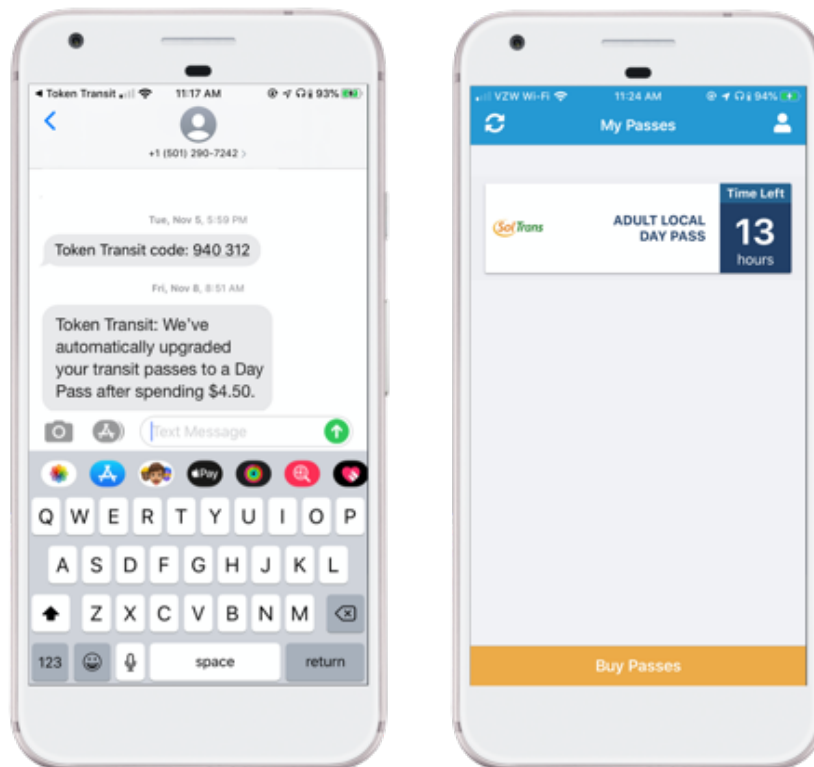 Token Transit
11:17 AM
93%
+1 (501) 290-7242 >
Tue, Nov 5, 5:59 PM
Token Transit code: 940 312
Fri, Nov 8, 8:51 AM
Token Transit: We've
automatically upgraded
your transit passes to a Day
Pass after spending $4.50.
Text Message
Pay
Q W E R T Y U I O P
A S D F G H J K L
Z X C V B N M
123 space return
VZW Wi-Fi
11:24 AM
94%
My Passes
SolTrans
ADULT LOCAL
DAY PASS
Time Left
13
hours
Buy Passes